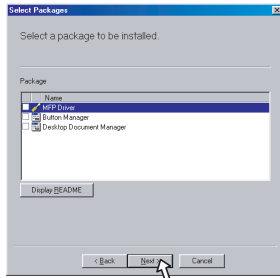 Select Packages
Select a package to be installed.
Package
Name
MFP Driver
Button Manager
Desktop Document Manager
Display README
< Back Next > Cancel